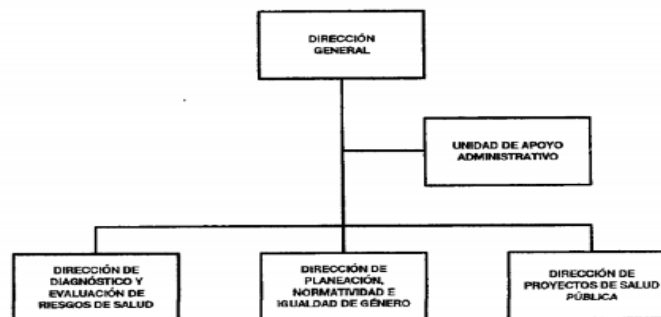 DIRECCIÓN
GENERAL
UNIDAD DE APOYO
ADMINISTRATIVO
DIRECCIÓN DE
DIAGNÓSTICO Y
EVALUACIÓN DE
RIESGOS DE SALUD
DIRECCIÓN DE
PLANEACIÓN,
NORMATIVIDAD E
IGUALDAD DE GÉNERO
DIRECCIÓN DE
PROYECTOS DE SALUD
PÚBLICA